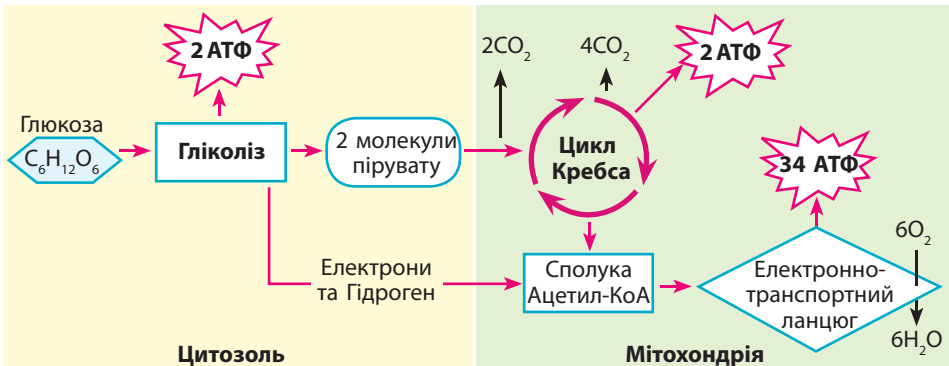 2 АТФ
2CO₂
4CO₂
2 АТФ
Глюкоза
C₆H₁₂O₆
Гліколіз
2 молекули
пірувату
Цикл
Кребса
34 АТФ
6O₂
Електрони
та Гідроген
Сполука
Ацетил-КоА
Електронно-
транспортний
ланцюг
6H₂O
Цитозоль
Мітохондрія